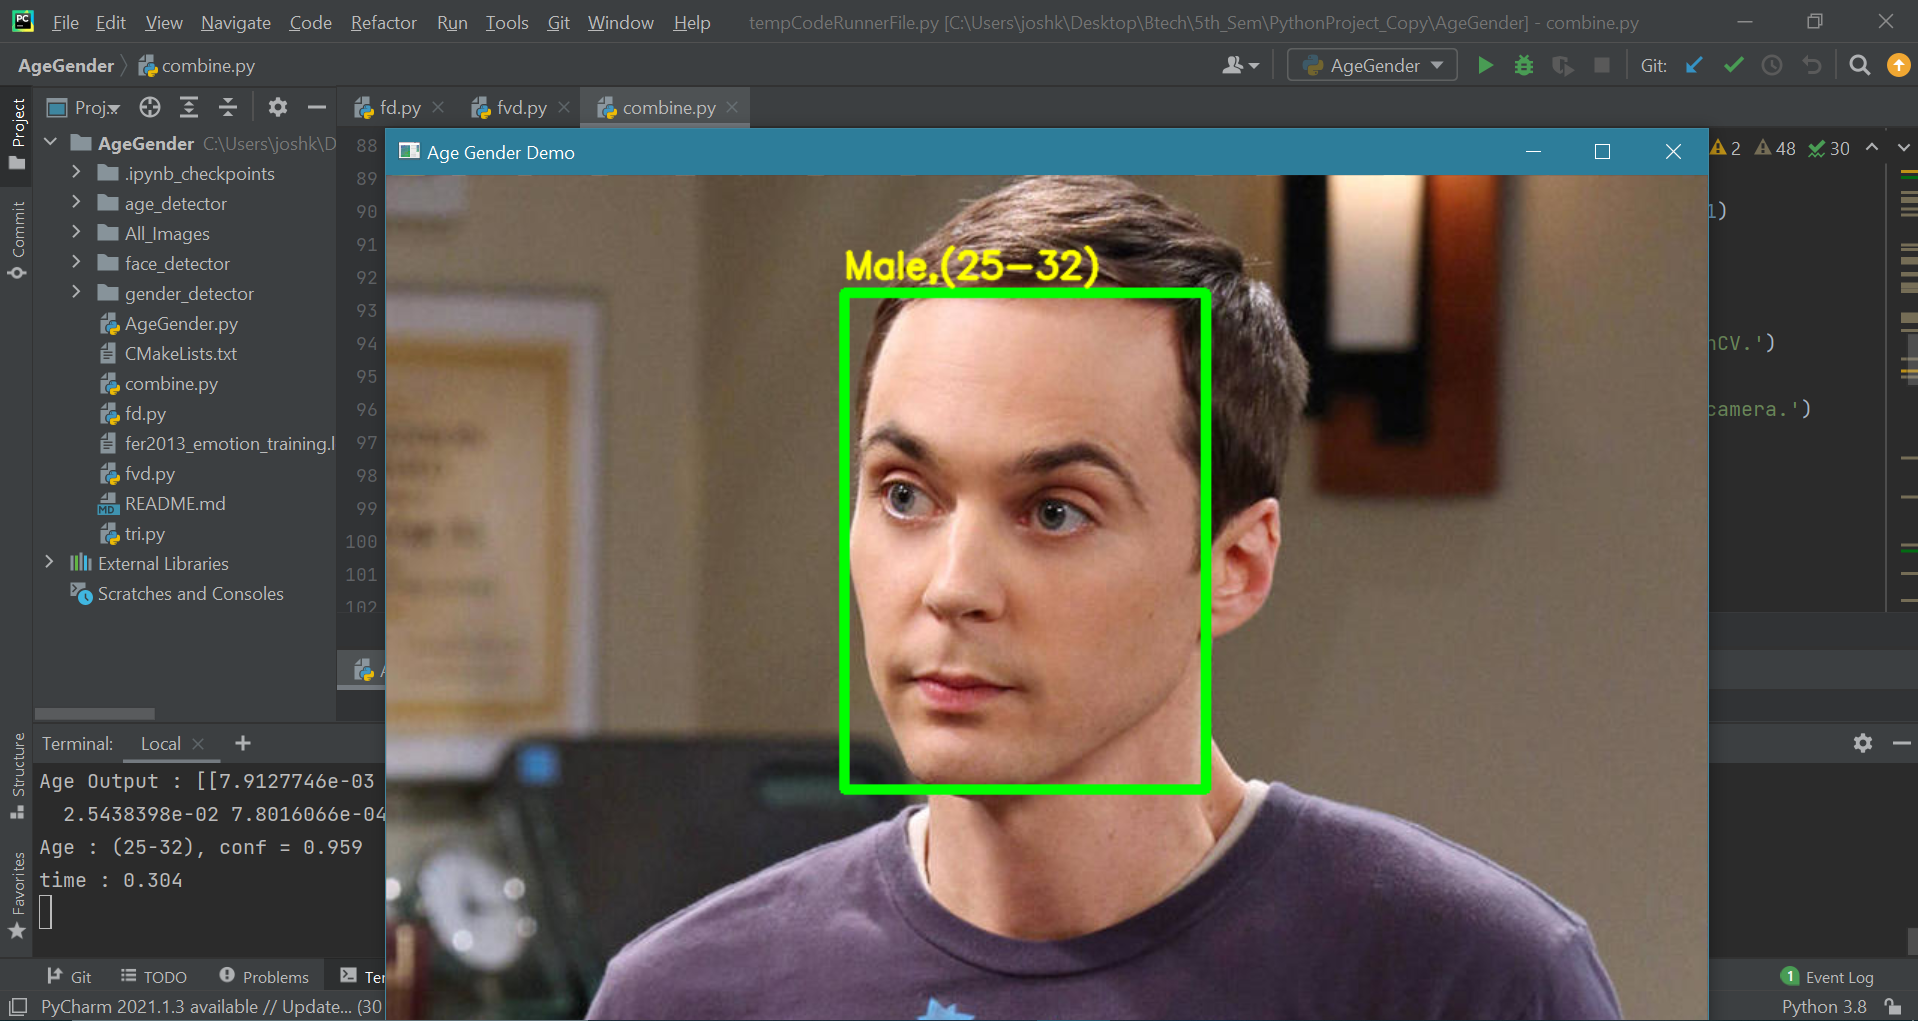 PC File Edit View Navigate Code Refactor Run Tools Git Window Help tempCodeRunnerFile.py [C:\Users\joshk\Desktop\Btech\5th_Sem\PythonProject_Copy\AgeGender] - combine.py
AgeGender combine.py AgeGender Git:
Project
Commit
Structure
Favorites
Proj..
fd.py fvd.py combine.py
AgeGender C:\Users\joshk\D
.ipynb_checkpoints
age_detector
All_Images
face_detector
gender_detector
AgeGender.py
CMakeLists.txt
combine.py
fd.py
fer2013_emotion_training.l
fvd.py
MD README.md
tri.py
External Libraries
Scratches and Consoles
88
89
90
91
92
93
94
95
96
97
98
99
100
101
102
Age Gender Demo
Male,(25-32)
2 48 30
1)
nCV.')
camera.')
Terminal: Local
Age Output : [[7.9127746e-03
2.5438398e-02 7.8016066e-04
Age : (25-32), conf = 0.959
time : 0.304
Git TODO Problems Ter
1 Event Log
PyCharm 2021.1.3 available // Update... (30
Python 3.8